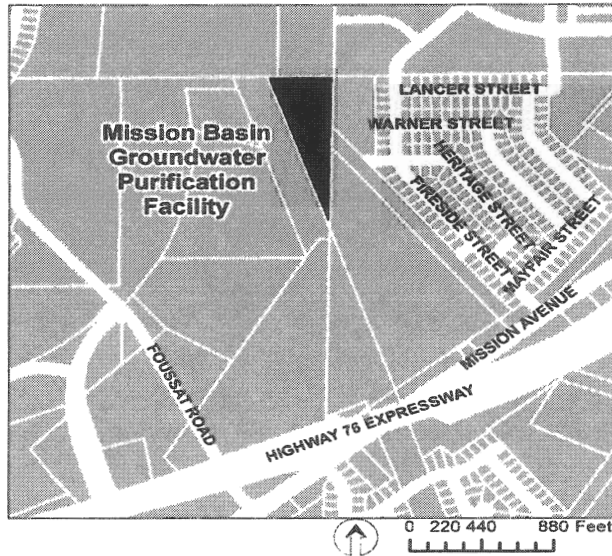 LANCER STREET
WARNER STREET
Mission Basin
Groundwater
Purification
Facility
HERITAGE STREET
FIRESIDE STREET
MAYFAIR STREET
MISSION AVENUE
FOUSSAT ROAD
HIGHWAY 76 EXPRESSWAY
0 220 440 880 Feet